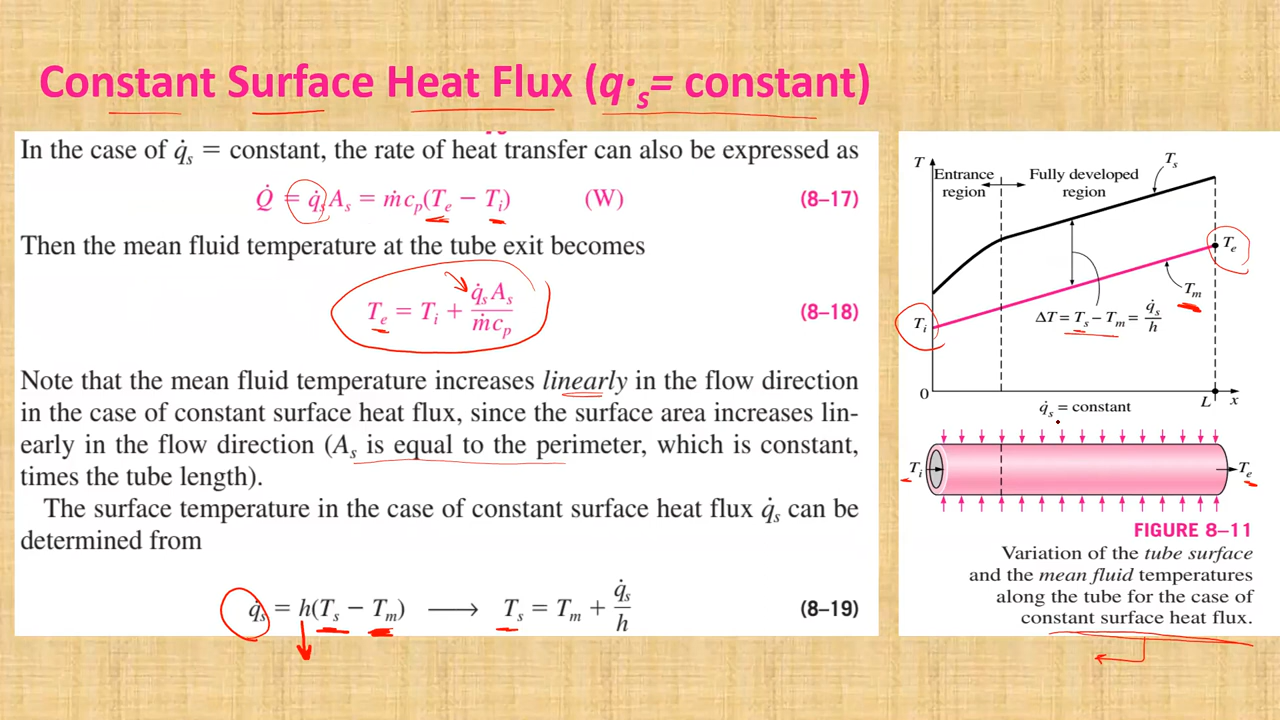 Constant Surface Heat Flux (q·s= constant)
In the case of q̇s = constant, the rate of heat transfer can also be expressed as
Q̇ = q̇sAs = ṁcp(Te − Ti) (W) (8–17)
Then the mean fluid temperature at the tube exit becomes
Te = Ti + q̇sAs / ṁcp (8–18)
Note that the mean fluid temperature increases linearly in the flow direction
in the case of constant surface heat flux, since the surface area increases lin-
early in the flow direction (As is equal to the perimeter, which is constant,
times the tube length).
The surface temperature in the case of constant surface heat flux q̇s can be
determined from
q̇s = h(Ts − Tm) ⟶ Ts = Tm + q̇s / h (8–19)
T
Entrance
region
Fully developed
region
Ts
Te
Tm
Ti
ΔT = Ts − Tm = q̇s / h
0
L x
q̇s = constant
Ti Te
FIGURE 8–11
Variation of the tube surface
and the mean fluid temperatures
along the tube for the case of
constant surface heat flux.